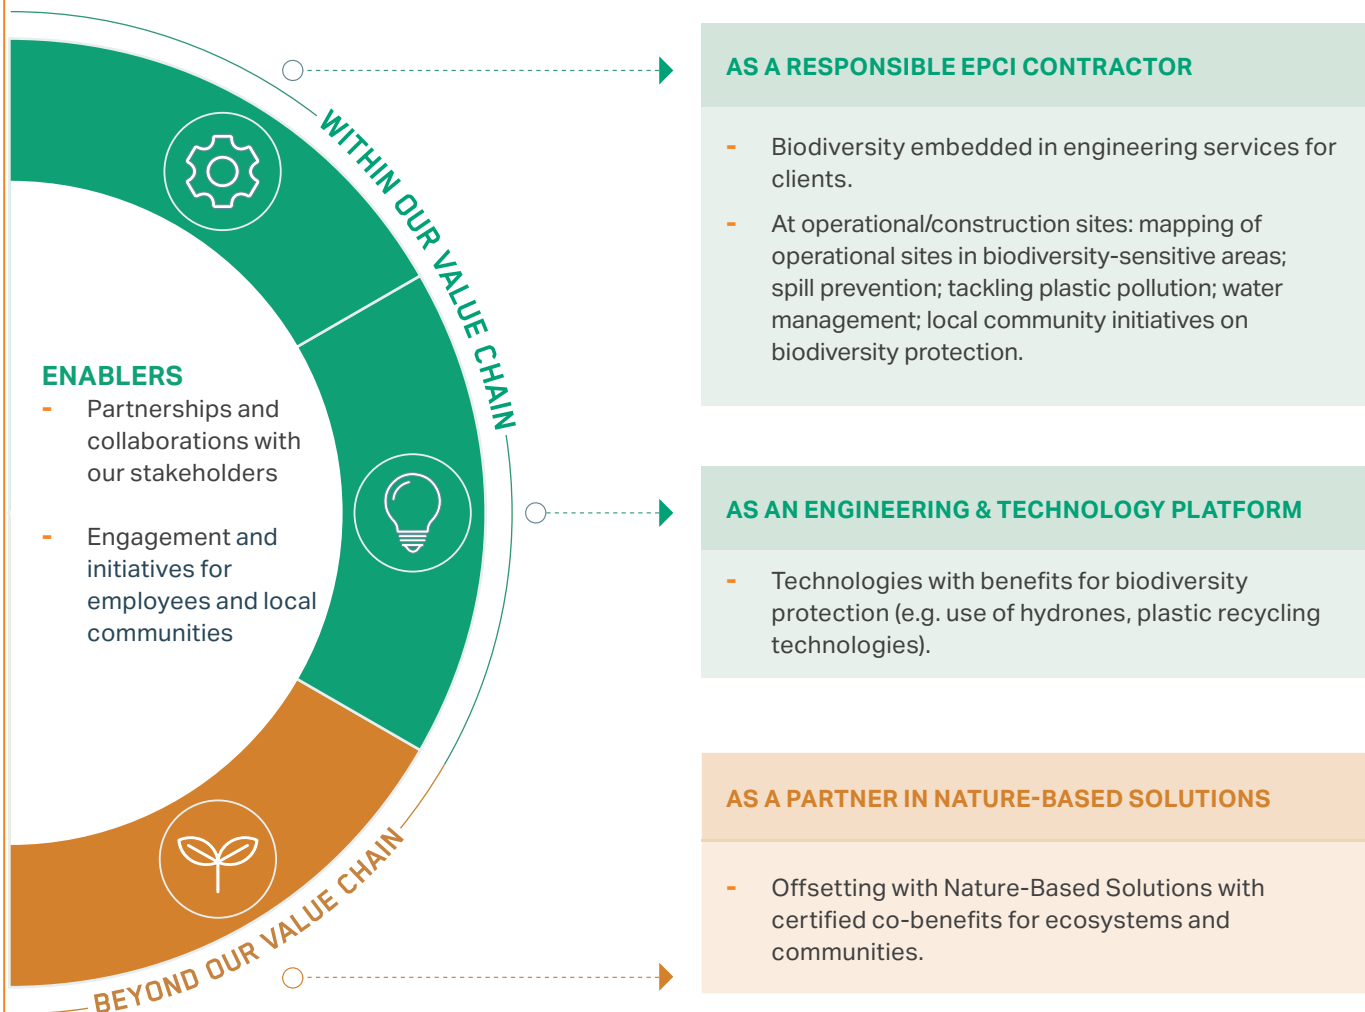 ENABLERS
- Partnerships and
collaborations with
our stakeholders
- Engagement and
initiatives for
employees and local
communities
WITHIN OUR VALUE CHAIN
BEYOND OUR VALUE CHAIN
AS A RESPONSIBLE EPCI CONTRACTOR
- Biodiversity embedded in engineering services for
clients.
- At operational/construction sites: mapping of
operational sites in biodiversity-sensitive areas;
spill prevention; tackling plastic pollution; water
management; local community initiatives on
biodiversity protection.
AS AN ENGINEERING & TECHNOLOGY PLATFORM
- Technologies with benefits for biodiversity
protection (e.g. use of hydrones, plastic recycling
technologies).
AS A PARTNER IN NATURE-BASED SOLUTIONS
- Offsetting with Nature-Based Solutions with
certified co-benefits for ecosystems and
communities.